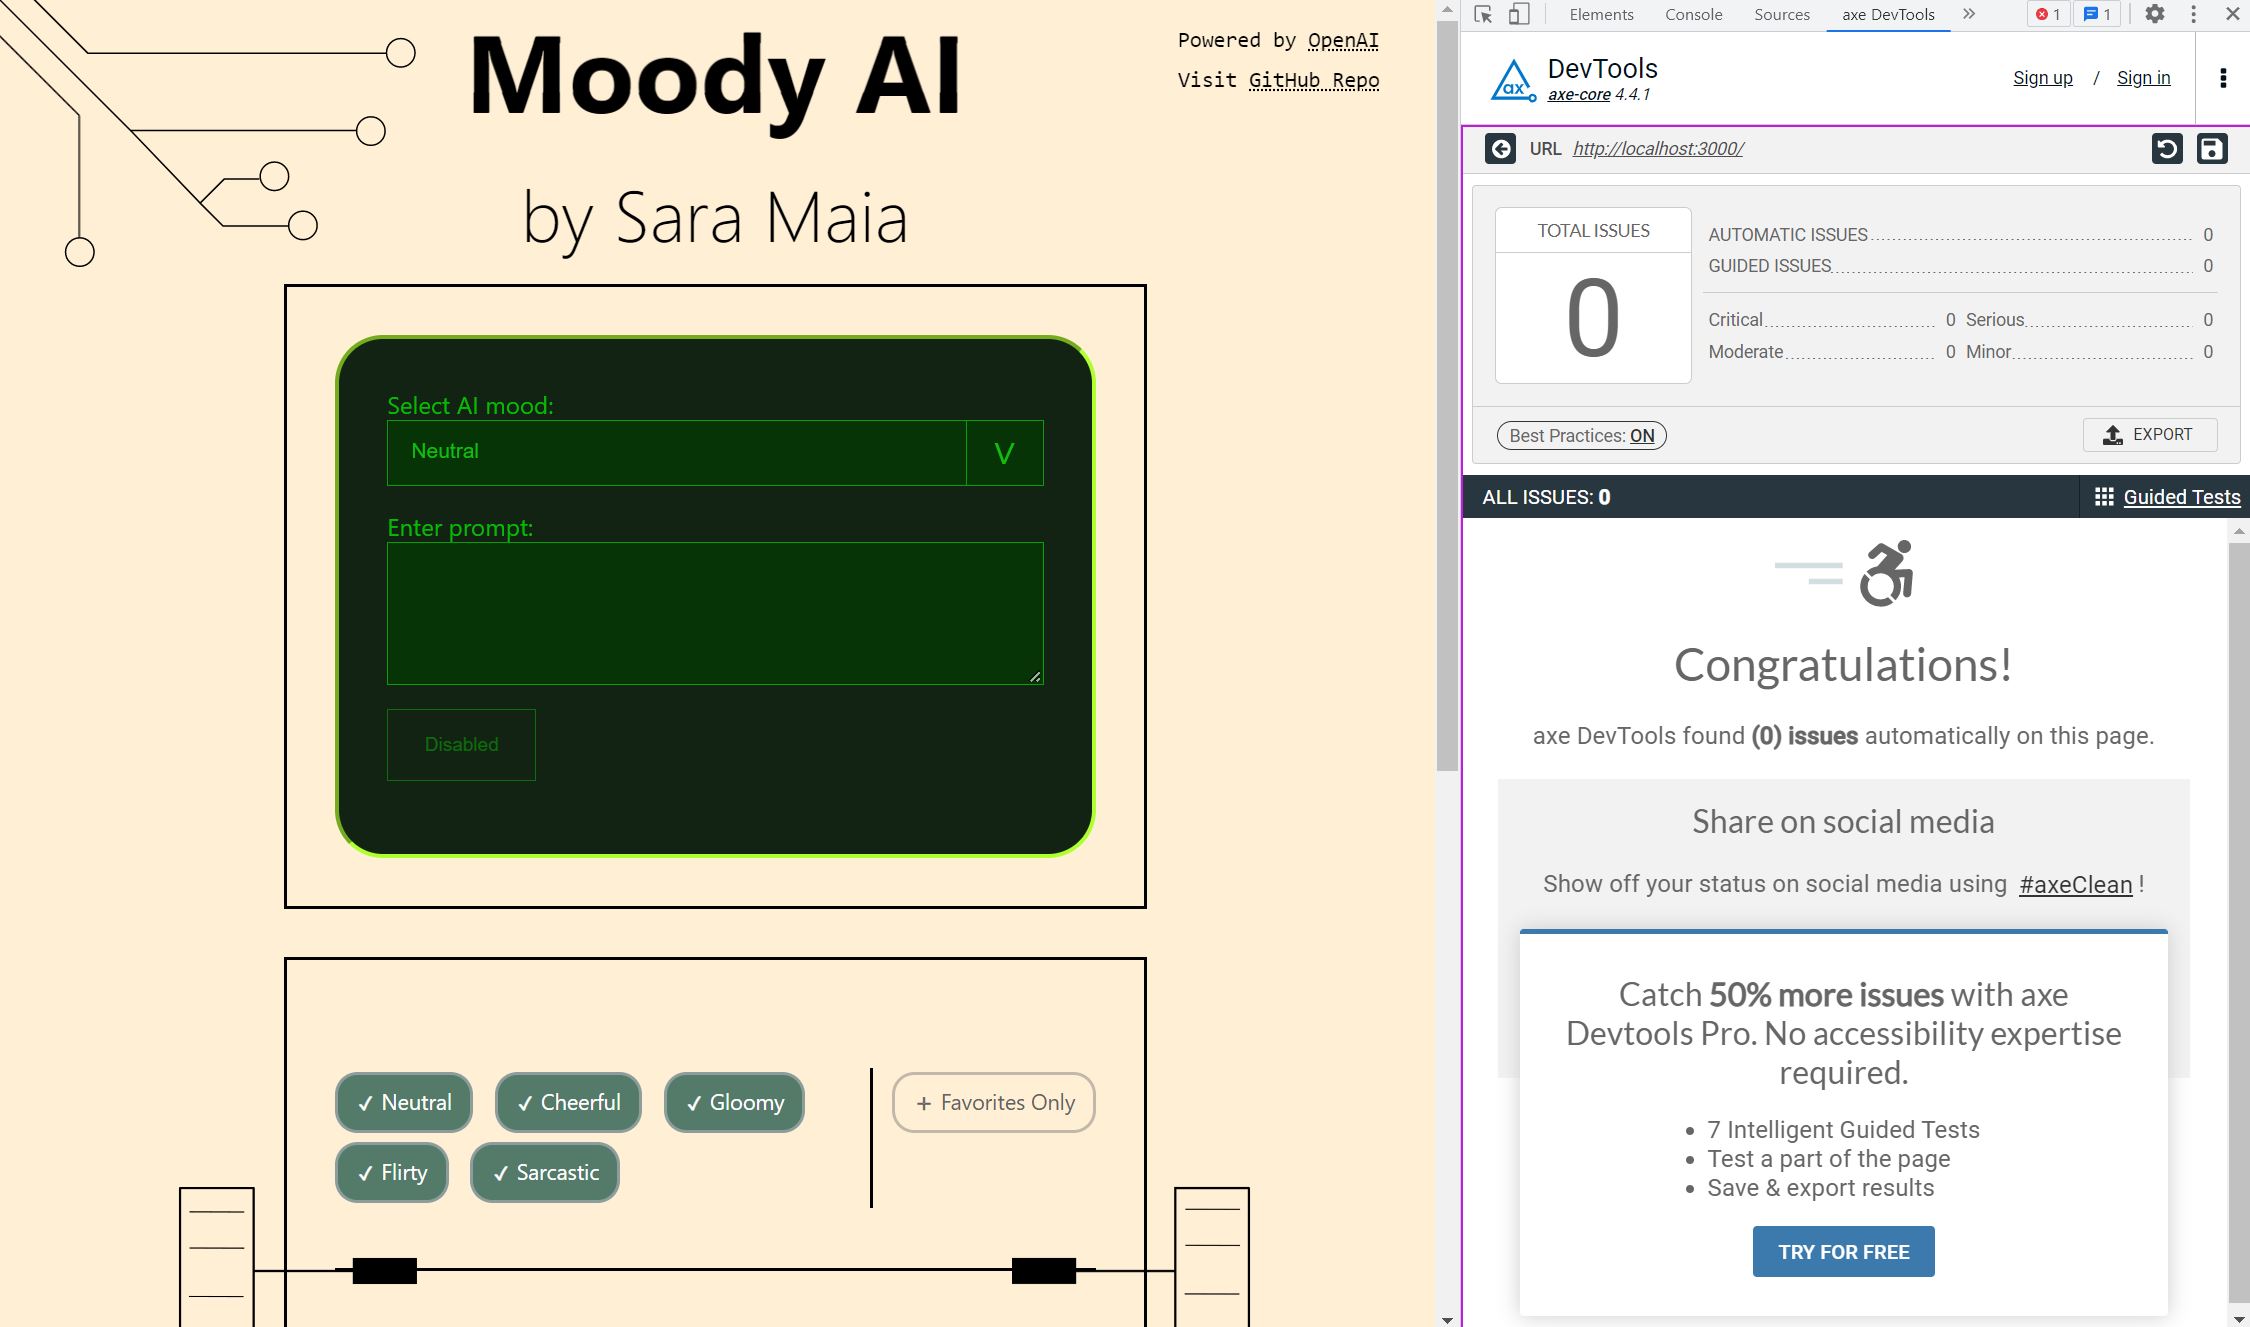 Moody AI
by Sara Maia
Powered by OpenAI
Visit GitHub Repo
Select AI mood:
Neutral
V
Enter prompt:
Disabled
✓ Neutral
✓ Cheerful
✓ Gloomy
+ Favorites Only
✓ Flirty
✓ Sarcastic
Elements
Console
Sources
axe DevTools
»
1
1
ax
DevTools
axe-core 4.4.1
Sign up / Sign in
URL http://localhost:3000/
TOTAL ISSUES
0
AUTOMATIC ISSUES 0
GUIDED ISSUES 0
Critical 0 Serious 0
Moderate 0 Minor 0
Best Practices: ON
EXPORT
ALL ISSUES: 0
Guided Tests
Congratulations!
axe DevTools found (0) issues automatically on this page.
Share on social media
Show off your status on social media using #axeClean !
Catch 50% more issues with axe
Devtools Pro. No accessibility expertise
required.
• 7 Intelligent Guided Tests
• Test a part of the page
• Save & export results
TRY FOR FREE